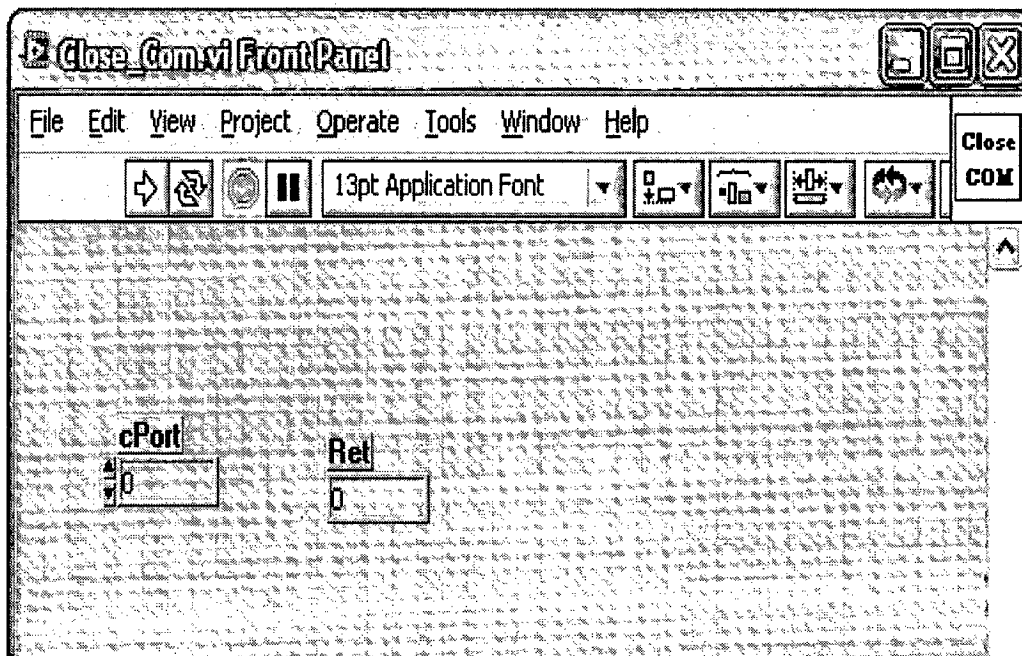 Close_Com.vi Front Panel
File Edit View Project Operate Tools Window Help
Close
COM
13pt Application Font
cPort
0
Ret
0